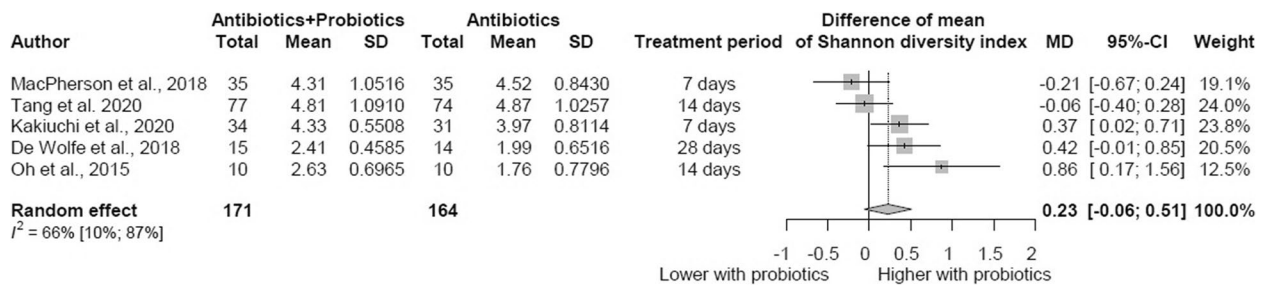 Antibiotics+Probiotics Antibiotics Difference of mean
Author Total Mean SD Total Mean SD Treatment period of Shannon diversity index MD 95%-CI Weight
MacPherson et al., 2018 35 4.31 1.0516 35 4.52 0.8430 7 days -0.21 [-0.67; 0.24] 19.1%
Tang et al. 2020 77 4.81 1.0910 74 4.87 1.0257 14 days -0.06 [-0.40; 0.28] 24.0%
Kakiuchi et al., 2020 34 4.33 0.5508 31 3.97 0.8114 7 days 0.37 [ 0.02; 0.71] 23.8%
De Wolfe et al., 2018 15 2.41 0.4585 14 1.99 0.6516 28 days 0.42 [-0.01; 0.85] 20.5%
Oh et al., 2015 10 2.63 0.6965 10 1.76 0.7796 14 days 0.86 [ 0.17; 1.56] 12.5%
Random effect 171 164 0.23 [-0.06; 0.51] 100.0%
I² = 66% [10%; 87%]
-1 -0.5 0 0.5 1 1.5 2
Lower with probiotics Higher with probiotics